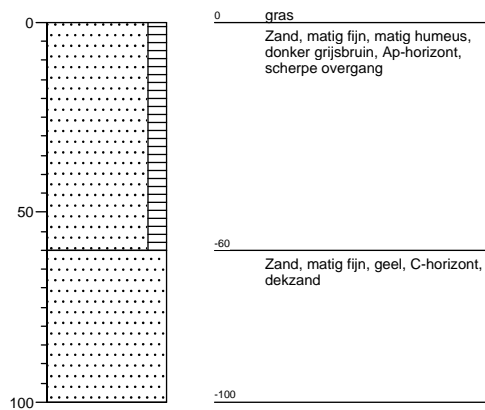 0
0 gras
Zand, matig fijn, matig humeus,
donker grijsbruin, Ap-horizont,
scherpe overgang
50
-60
Zand, matig fijn, geel, C-horizont,
dekzand
100
-100